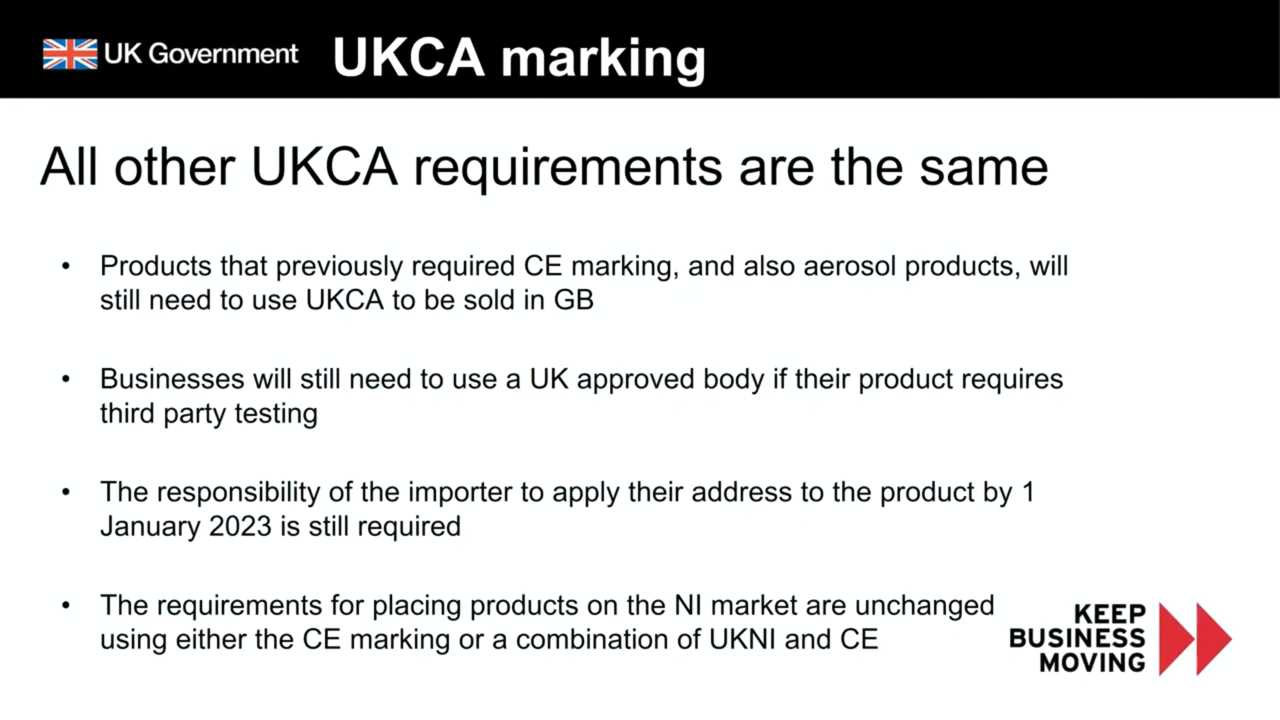 UK Government
UKCA marking
All other UKCA requirements are the same
• Products that previously required CE marking, and also aerosol products, will
still need to use UKCA to be sold in GB
• Businesses will still need to use a UK approved body if their product requires
third party testing
• The responsibility of the importer to apply their address to the product by 1
January 2023 is still required
• The requirements for placing products on the NI market are unchanged
using either the CE marking or a combination of UKNI and CE
KEEP
BUSINESS
MOVING